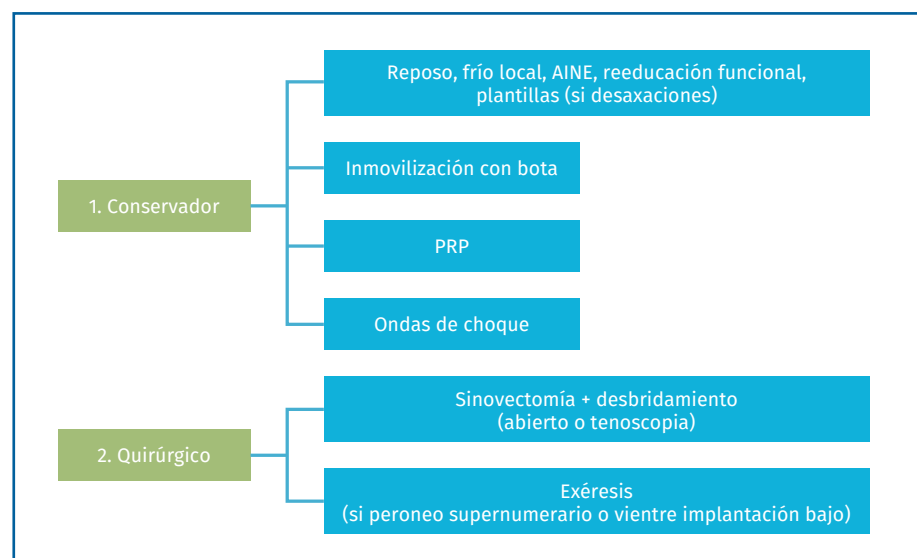 Reposo, frío local, AINE, reeducación funcional,
plantillas (si desaxaciones)
Inmovilización con bota
1. Conservador
PRP
Ondas de choque
Sinovectomía + desbridamiento
(abierto o tenoscopia)
2. Quirúrgico
Exéresis
(si peroneo supernumerario o vientre implantación bajo)